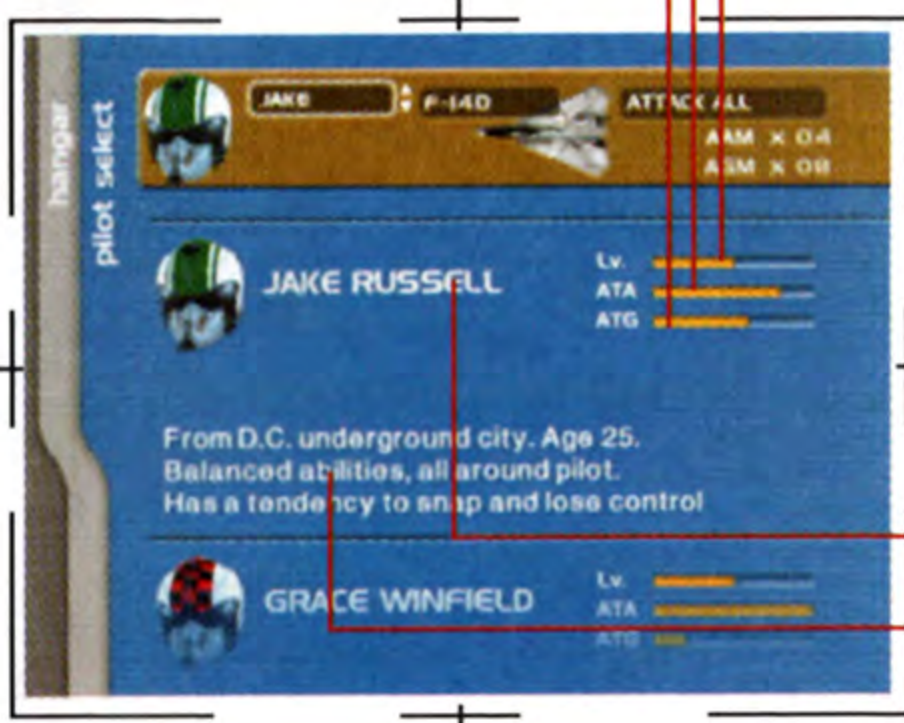 hangar
pilot select
JAKE F-14D ATTACK ALL
AAM X 04
ASM X 08
JAKE RUSSELL
Lv.
ATA
ATG
From D.C. underground city. Age 25.
Balanced abilities, all around pilot.
Has a tendency to snap and lose control
GRACE WINFIELD
Lv.
ATA
ATG